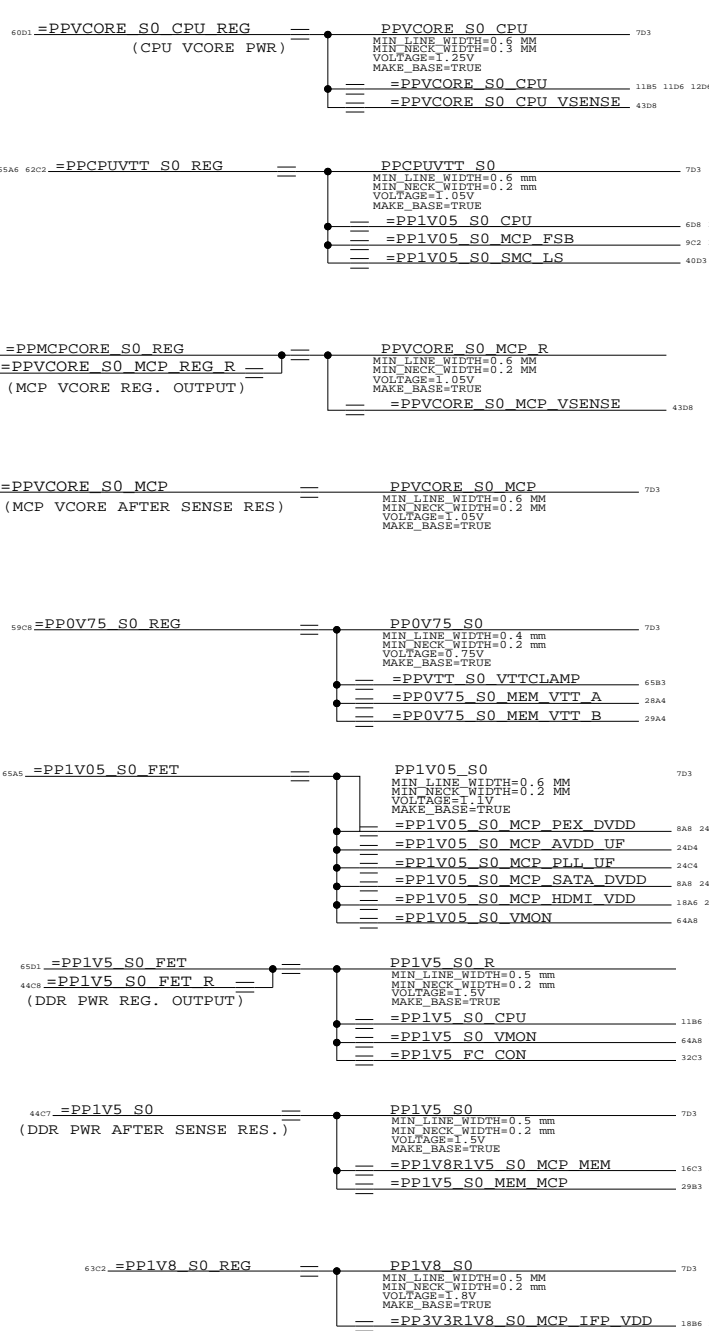 60D1 =PPVCORE_S0_CPU_REG PPVCORE_S0_CPU 7D3
(CPU VCORE PWR) MIN_LINE_WIDTH=0.6 MM
MIN_NECK_WIDTH=0.3 MM
VOLTAGE=1.25V
MAKE_BASE=TRUE
=PPVCORE_S0_CPU 11B5 11D6 12D6
=PPVCORE_S0_CPU_VSENSE 43D8
65A6 62C2 =PPCPUVTT_S0_REG PPCPUVTT_S0 7D3
MIN_LINE_WIDTH=0.6 mm
MIN_NECK_WIDTH=0.2 mm
VOLTAGE=1.05V
MAKE_BASE=TRUE
=PP1V05_S0_CPU 6D8
=PP1V05_S0_MCP_FSB 9C2
=PP1V05_S0_SMC_LS 40D3
=PPMCPCORE_S0_REG PPVCORE_S0_MCP_R
=PPVCORE_S0_MCP_REG_R MIN_LINE_WIDTH=0.6 MM
MIN_NECK_WIDTH=0.2 MM
(MCP VCORE REG. OUTPUT) VOLTAGE=1.05V
MAKE_BASE=TRUE
=PPVCORE_S0_MCP_VSENSE 43D8
=PPVCORE_S0_MCP PPVCORE_S0_MCP 7D3
(MCP VCORE AFTER SENSE RES) MIN_LINE_WIDTH=0.6 MM
MIN_NECK_WIDTH=0.2 MM
VOLTAGE=1.05V
MAKE_BASE=TRUE
59C8 =PP0V75_S0_REG PP0V75_S0 7D3
MIN_LINE_WIDTH=0.4 mm
MIN_NECK_WIDTH=0.2 mm
VOLTAGE=0.75V
MAKE_BASE=TRUE
=PPVTT_S0_VTTCLAMP 65B3
=PP0V75_S0_MEM_VTT_A 28A4
=PP0V75_S0_MEM_VTT_B 29A4
65A5 =PP1V05_S0_FET PP1V05_S0 7D3
MIN_LINE_WIDTH=0.6 MM
MIN_NECK_WIDTH=0.2 MM
VOLTAGE=1.1V
MAKE_BASE=TRUE
=PP1V05_S0_MCP_PEX_DVDD 8A8 24
=PP1V05_S0_MCP_AVDD_UF 24D4
=PP1V05_S0_MCP_PLL_UF 24C4
=PP1V05_S0_MCP_SATA_DVDD 8A8 24
=PP1V05_S0_MCP_HDMI_VDD 18A6 2
=PP1V05_S0_VMON 64A8
65D1 =PP1V5_S0_FET PP1V5_S0_R
44C8 =PP1V5_S0_FET_R MIN_LINE_WIDTH=0.5 mm
MIN_NECK_WIDTH=0.2 mm
(DDR PWR REG. OUTPUT) VOLTAGE=1.5V
MAKE_BASE=TRUE
=PP1V5_S0_CPU 11B6
=PP1V5_S0_VMON 64A8
=PP1V5_FC_CON 32C3
44C7 =PP1V5_S0 PP1V5_S0 7D3
(DDR PWR AFTER SENSE RES.) MIN_LINE_WIDTH=0.5 mm
MIN_NECK_WIDTH=0.2 mm
VOLTAGE=1.5V
MAKE_BASE=TRUE
=PP1V8R1V5_S0_MCP_MEM 16C3
=PP1V5_S0_MEM_MCP 29B3
63C2 =PP1V8_S0_REG PP1V8_S0 7D3
MIN_LINE_WIDTH=0.5 MM
MIN_NECK_WIDTH=0.2 mm
VOLTAGE=1.8V
MAKE_BASE=TRUE
=PP3V3R1V8_S0_MCP_IFP_VDD 18B6